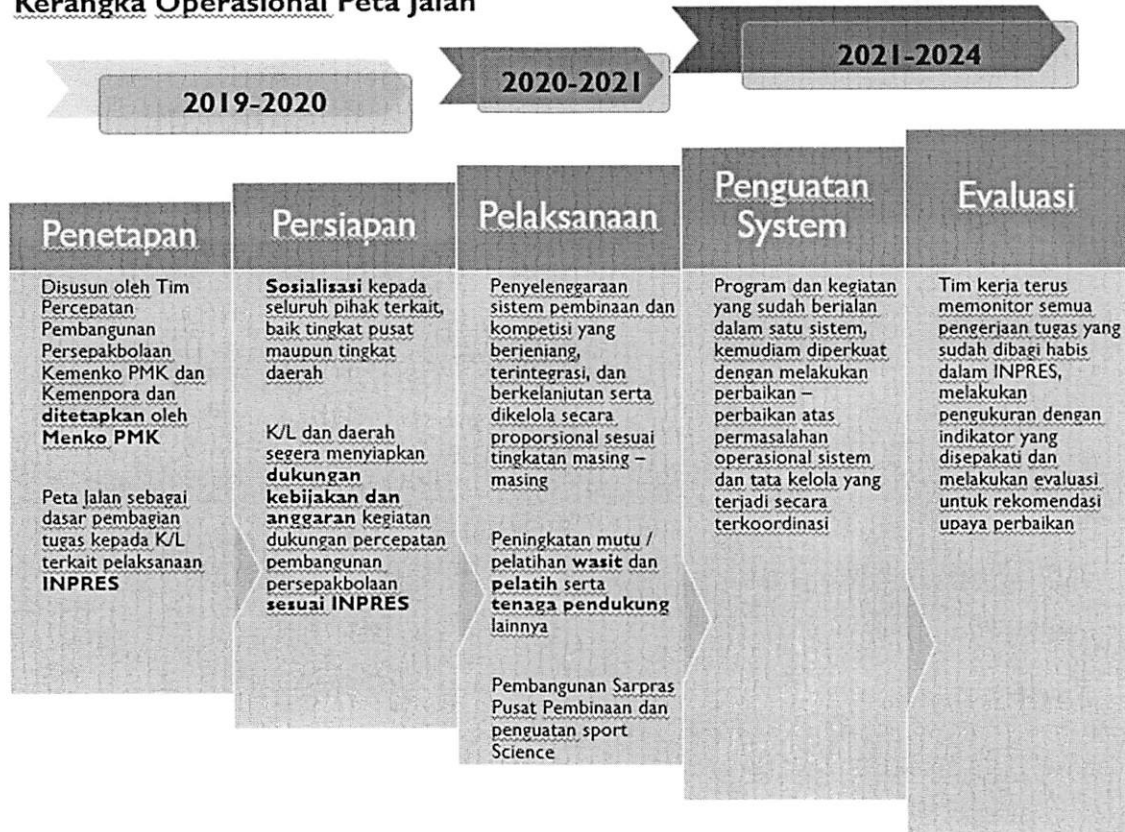 Kerangka Operasional Peta Jalan
2019-2020
2020-2021
2021-2024
Penetapan
Disusun oleh Tim
Percepatan
Pembangunan
Persepakbolaan
Kemenko PMK dan
Kemenpora dan
ditetapkan oleh
Menko PMK
Peta Jalan sebagai
dasar pembagian
tugas kepada K/L
terkait pelaksanaan
INPRES
Persiapan
Sosialisasi kepada
seluruh pihak terkait,
baik tingkat pusat
maupun tingkat
daerah
K/L dan daerah
segera menyiapkan
dukungan
kebijakan dan
anggaran kegiatan
dukungan percepatan
pembangunan
persepakbolaan
sesuai INPRES
Pelaksanaan
Penyelenggaraan
sistem pembinaan dan
kompetisi yang
berjenjang,
terintegrasi, dan
berkelanjutan serta
dikelola secara
proporsional sesuai
tingkatan masing –
masing
Peningkatan mutu /
pelatihan wasit dan
pelatih serta
tenaga pendukung
lainnya
Pembangunan Sarpras
Pusat Pembinaan dan
penguatan sport
Science
Penguatan
System
Program dan kegiatan
yang sudah berjalan
dalam satu sistem,
kemudiam diperkuat
dengan melakukan
perbaikan –
perbaikan atas
permasalahan
operasional sistem
dan tata kelola yang
terjadi secara
terkoordinasi
Evaluasi
Tim kerja terus
memonitor semua
pengerjaan tugas yang
sudah dibagi habis
dalam INPRES,
melakukan
pengukuran dengan
indikator yang
disepakati dan
melakukan evaluasi
untuk rekomendasi
upaya perbaikan